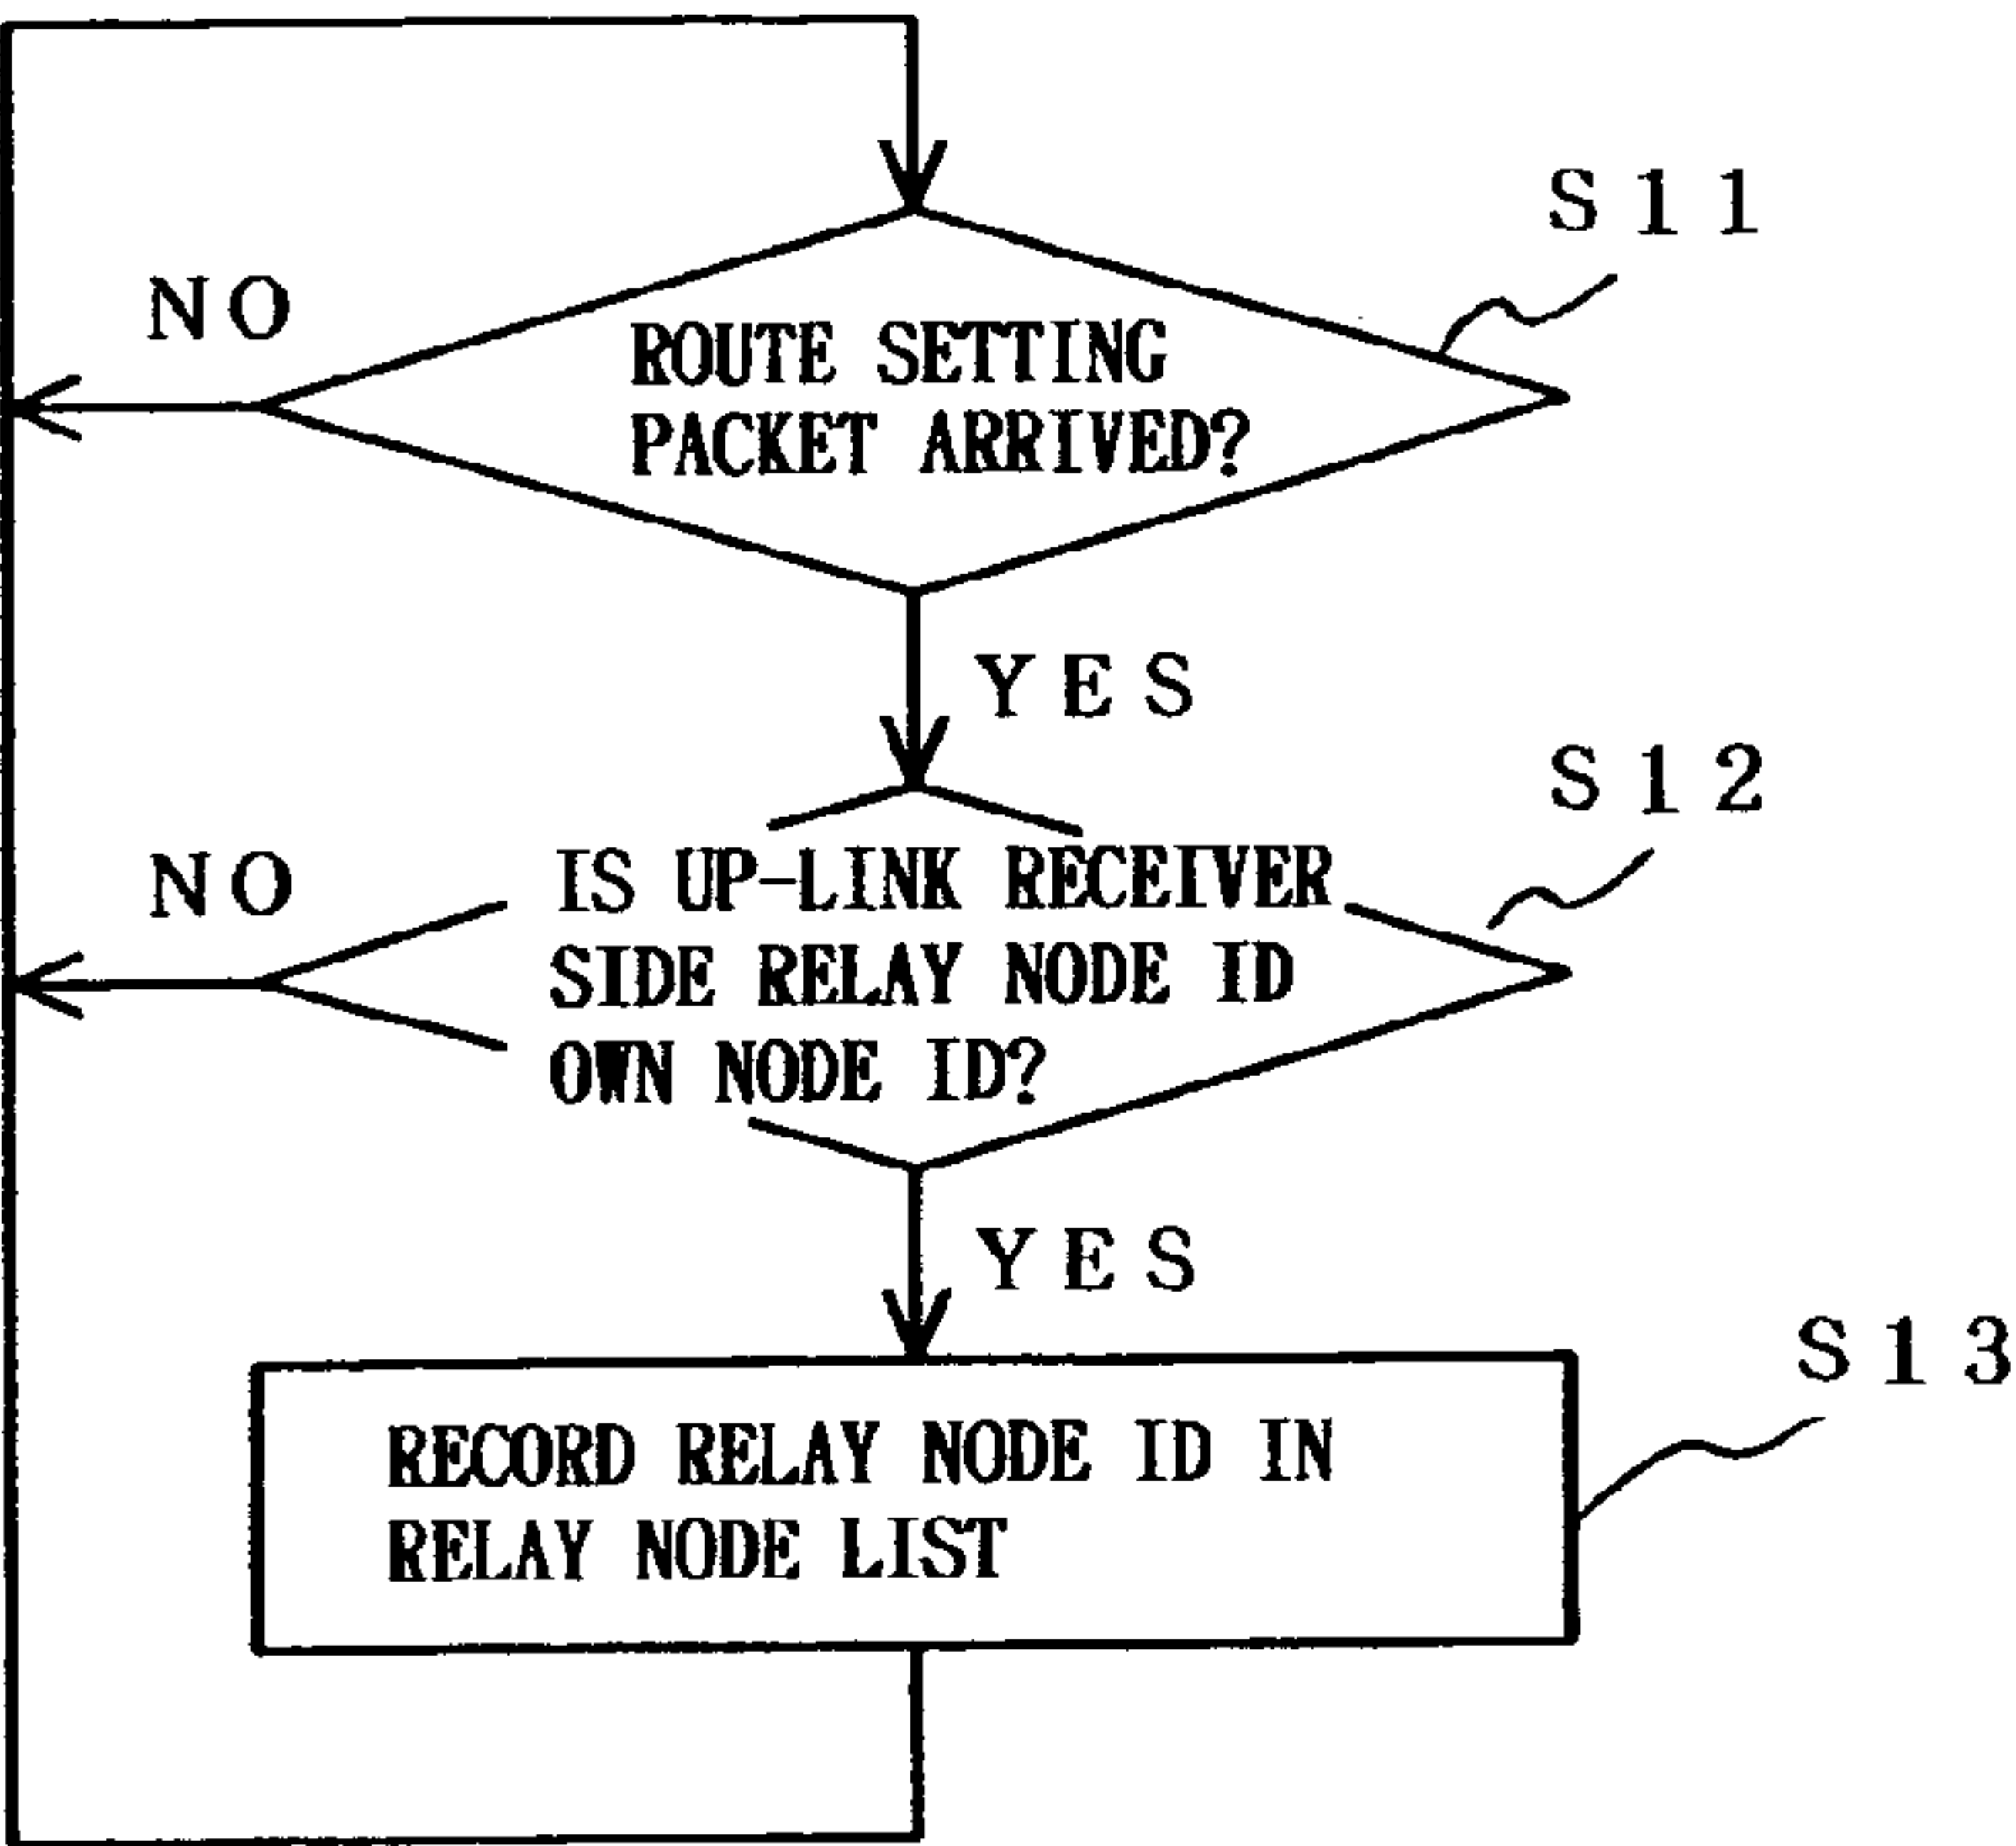 S11
NO
ROUTE SETTING
PACKET ARRIVED?
YES
S12
NO
IS UP-LINK RECEIVER
SIDE RELAY NODE ID
OWN NODE ID?
YES
S13
RECORD RELAY NODE ID IN
RELAY NODE LIST